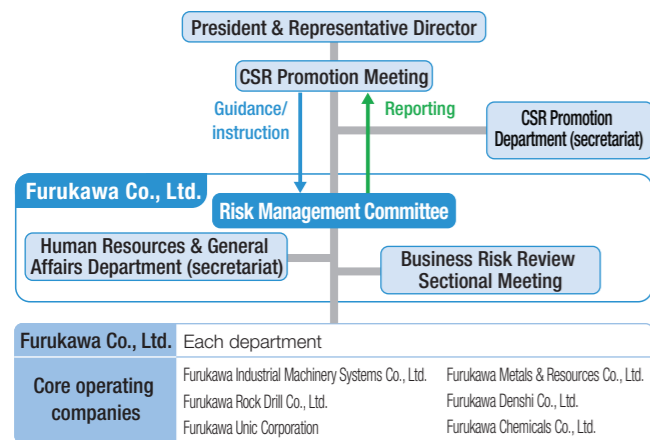 President & Representative Director
CSR Promotion Meeting
Guidance/
instruction
Reporting
CSR Promotion
Department (secretariat)
Furukawa Co., Ltd.
Risk Management Committee
Human Resources & General
Affairs Department (secretariat)
Business Risk Review
Sectional Meeting
Furukawa Co., Ltd.
Each department
Core operating
companies
Furukawa Industrial Machinery Systems Co., Ltd.
Furukawa Rock Drill Co., Ltd.
Furukawa Unic Corporation
Furukawa Metals & Resources Co., Ltd.
Furukawa Denshi Co., Ltd.
Furukawa Chemicals Co., Ltd.